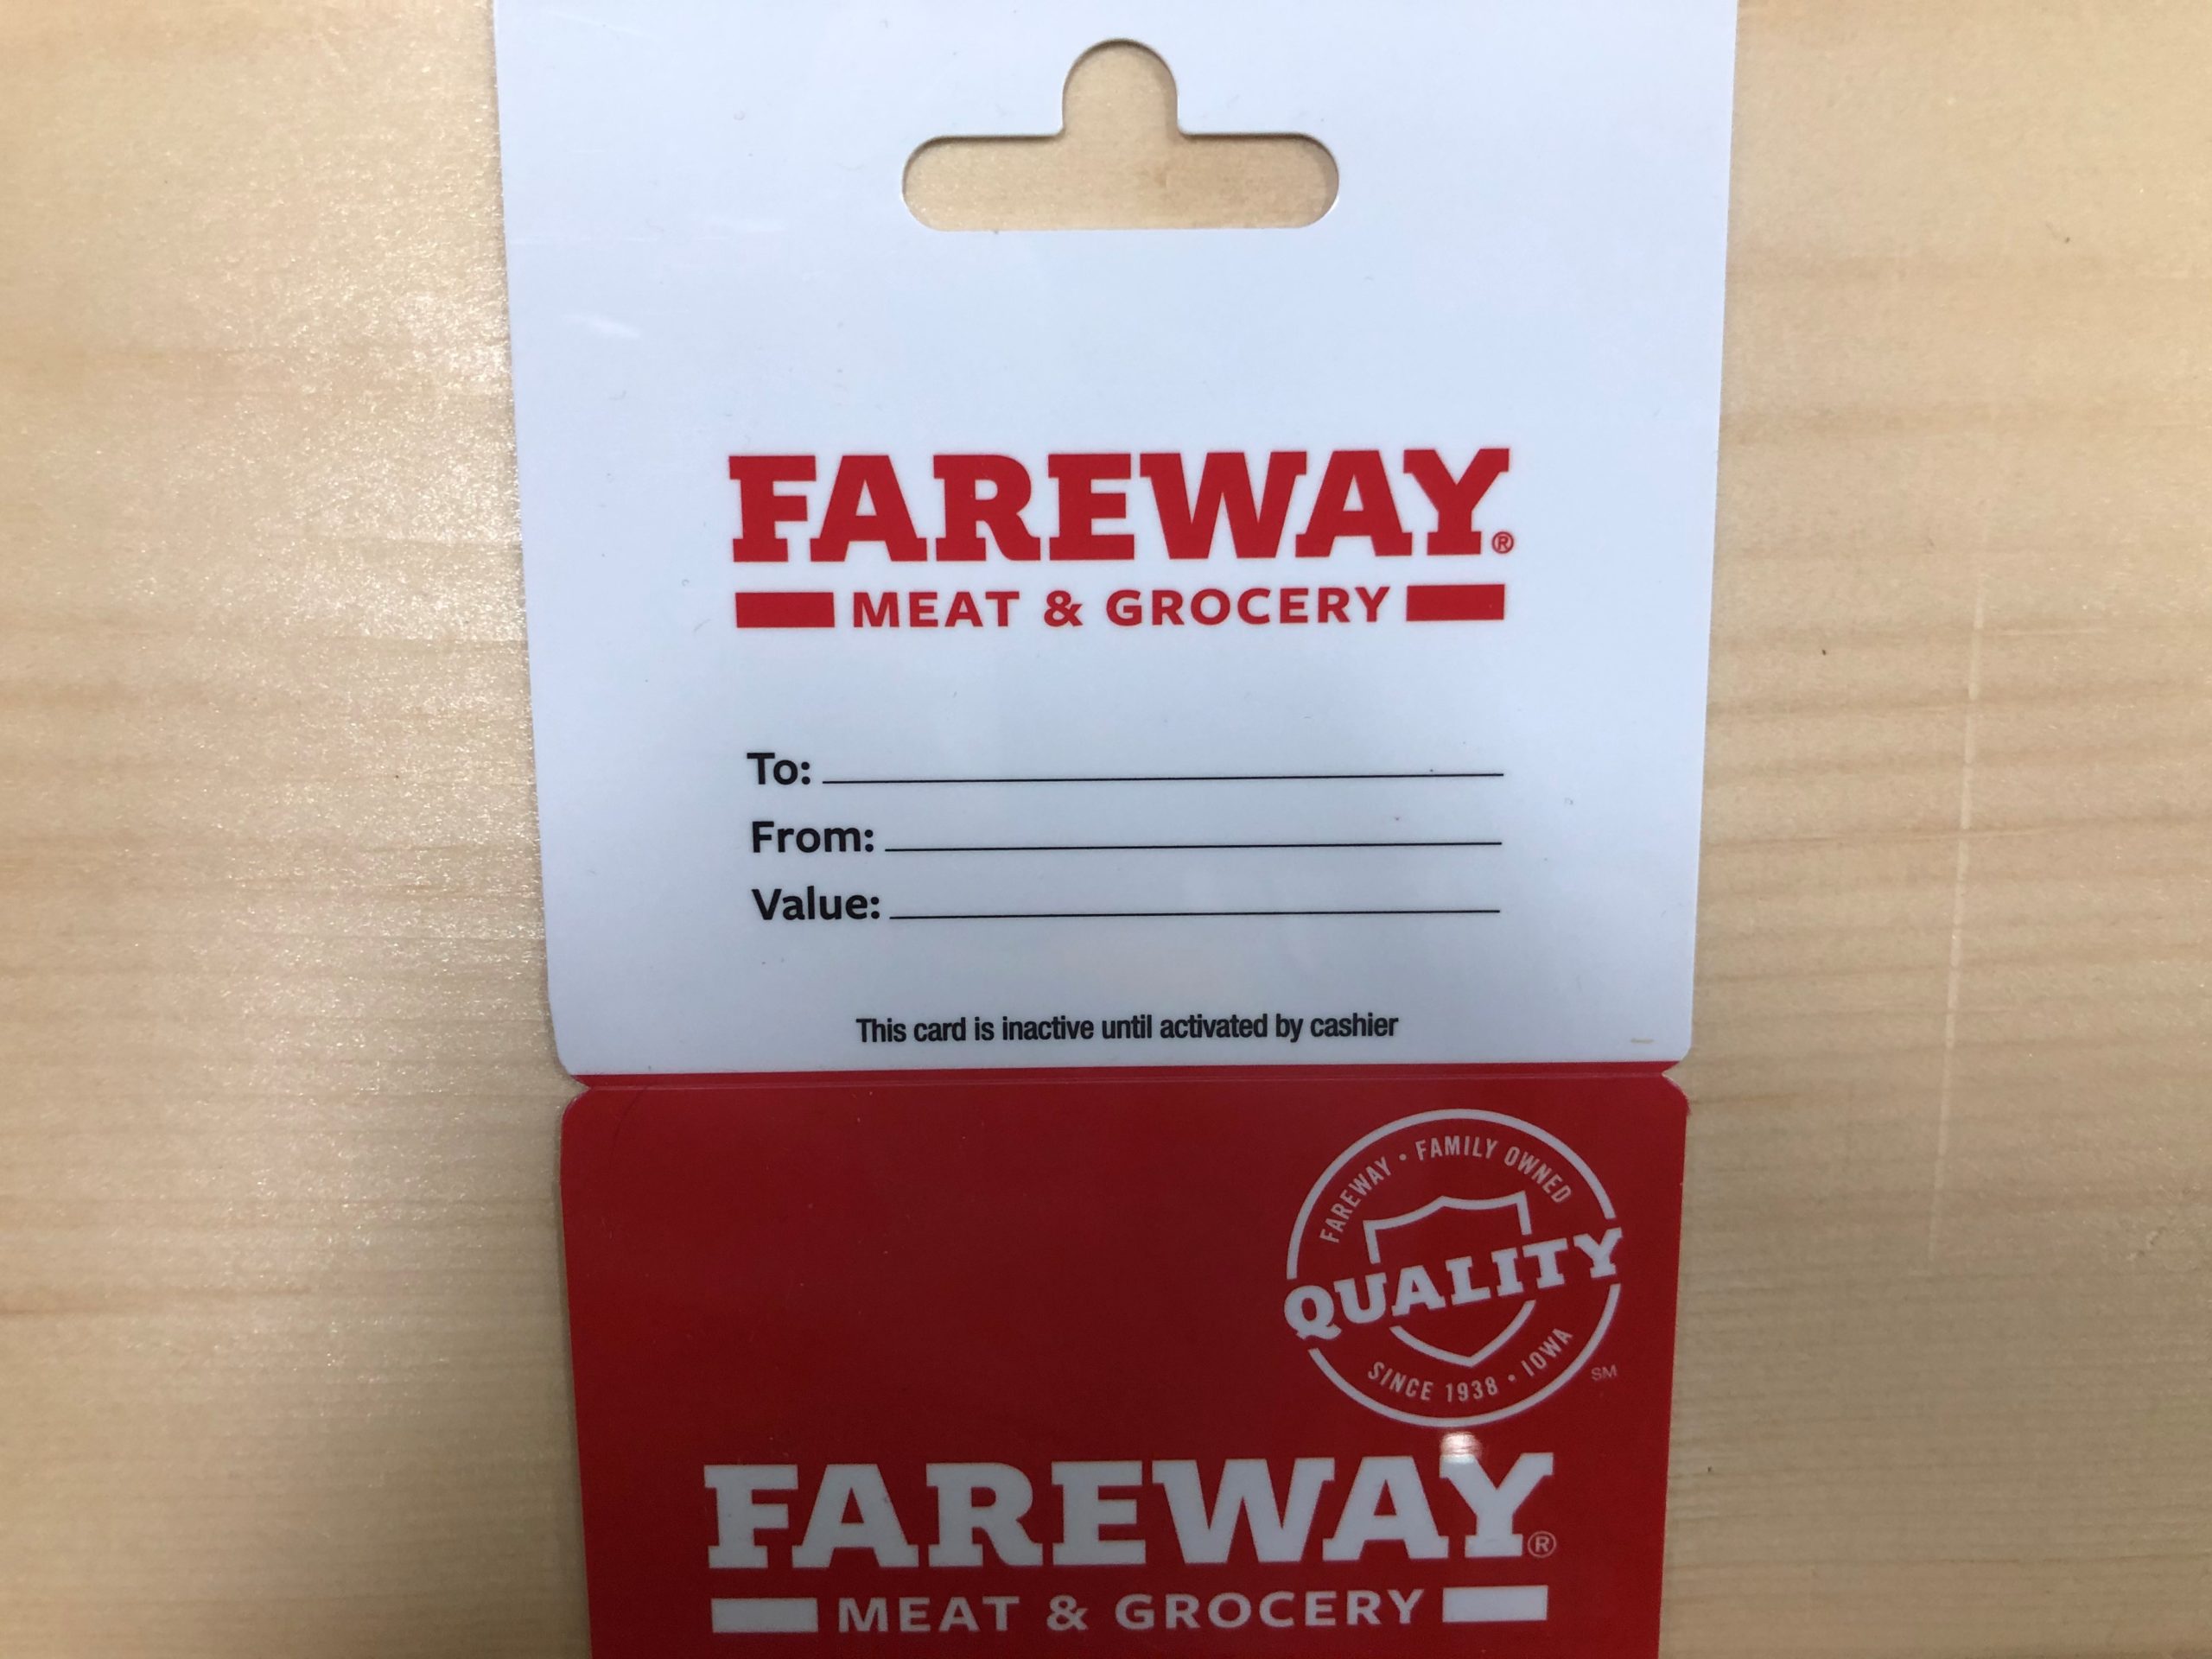 FAREWAY®
MEAT & GROCERY
To:
From:
Value:
This card is inactive until activated by cashier
FAREWAY • FAMILY OWNED
QUALITY
SINCE 1938 • IOWA
SM
FAREWAY®
MEAT & GROCERY